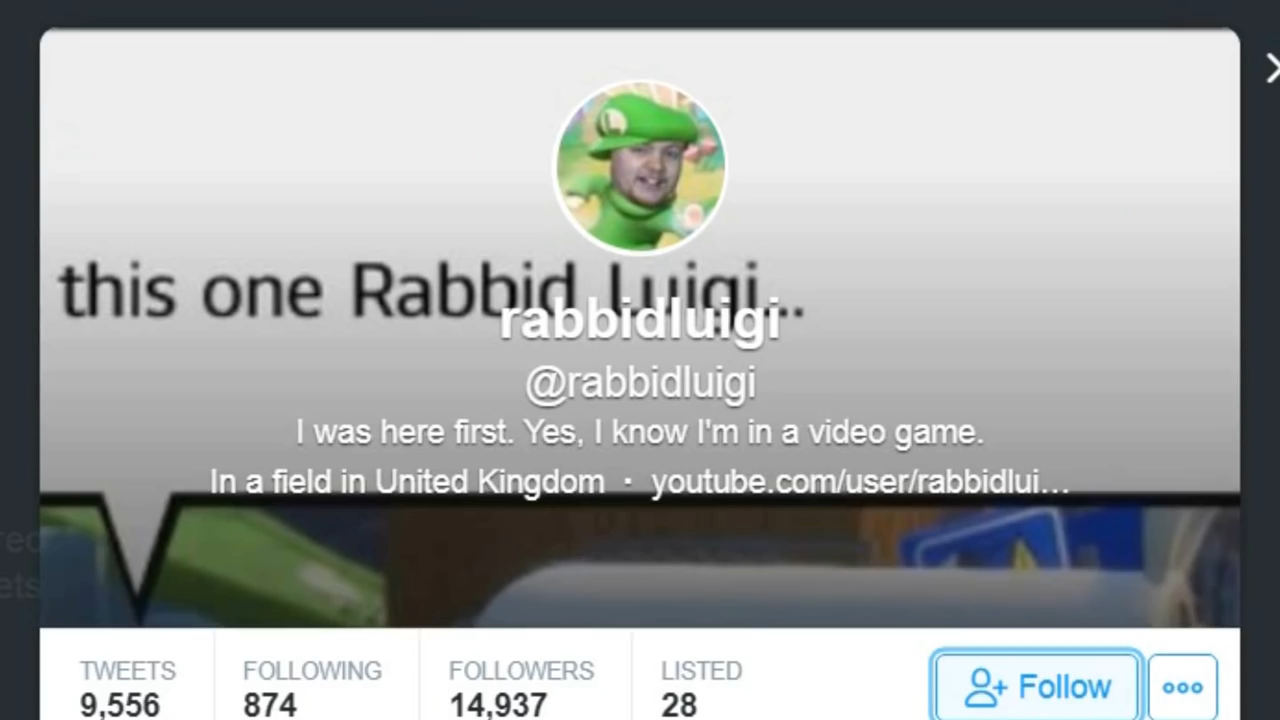 this one Rabbid Luigi...
rabbidluigi
@rabbidluigi
I was here first. Yes, I know I'm in a video game.
In a field in United Kingdom · youtube.com/user/rabbidlui…
TWEETS FOLLOWING FOLLOWERS LISTED
9,556 874 14,937 28
Follow